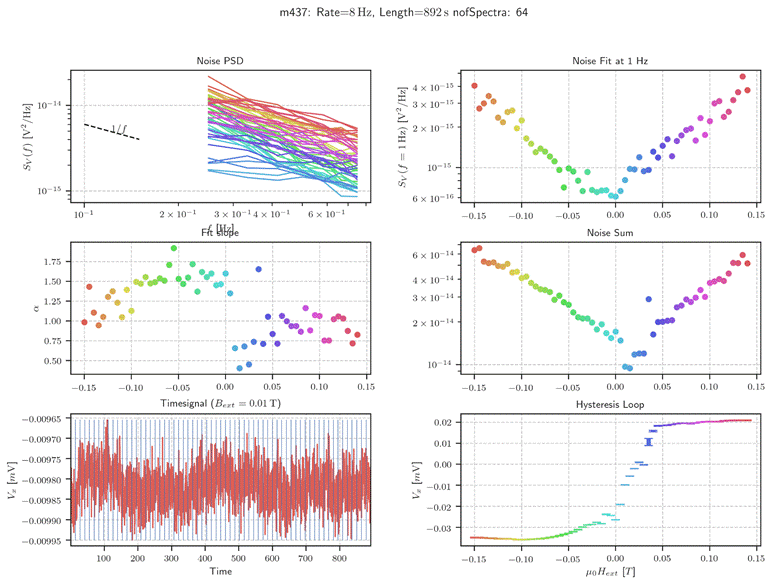 m437: Rate=8 Hz, Length=892 s nofSpectra: 64
Noise PSD
S_V(f) [V²/Hz]
10⁻¹⁴
10⁻¹⁵
1/f
10⁻¹ 2 × 10⁻¹ 3 × 10⁻¹ 4 × 10⁻¹ 6 × 10⁻¹
f [Hz]
Noise Fit at 1 Hz
S_V(f = 1Hz) [V²/Hz]
4 × 10⁻¹⁵
3 × 10⁻¹⁵
2 × 10⁻¹⁵
10⁻¹⁵
6 × 10⁻¹⁶
−0.15 −0.10 −0.05 0.00 0.05 0.10 0.15
Fit slope
α
1.75
1.50
1.25
1.00
0.75
0.50
−0.15 −0.10 −0.05 0.00 0.05 0.10 0.15
Noise Sum
6 × 10⁻¹⁴
4 × 10⁻¹⁴
3 × 10⁻¹⁴
2 × 10⁻¹⁴
10⁻¹⁴
−0.15 −0.10 −0.05 0.00 0.05 0.10 0.15
Timesignal (B_ext = 0.01 T)
V_x [mV]
−0.00965
−0.00970
−0.00975
−0.00980
−0.00985
−0.00990
−0.00995
100 200 300 400 500 600 700 800
Time
Hysteresis Loop
V_x [mV]
0.02
0.01
0.00
−0.01
−0.02
−0.03
−0.15 −0.10 −0.05 0.00 0.05 0.10 0.15
μ₀H_ext [T]